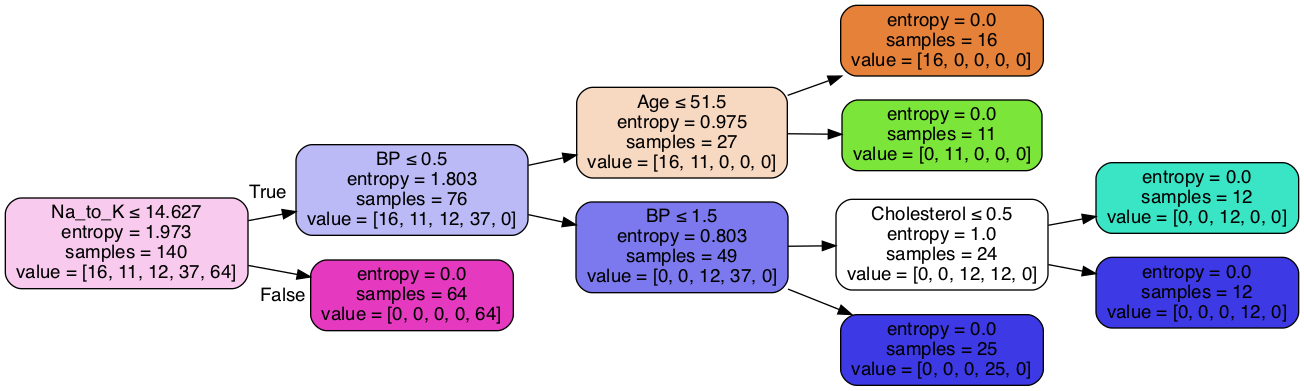 Na_to_K ≤ 14.627
entropy = 1.973
samples = 140
value = [16, 11, 12, 37, 64]
True
False
BP ≤ 0.5
entropy = 1.803
samples = 76
value = [16, 11, 12, 37, 0]
entropy = 0.0
samples = 64
value = [0, 0, 0, 0, 64]
Age ≤ 51.5
entropy = 0.975
samples = 27
value = [16, 11, 0, 0, 0]
BP ≤ 1.5
entropy = 0.803
samples = 49
value = [0, 0, 12, 37, 0]
entropy = 0.0
samples = 16
value = [16, 0, 0, 0, 0]
entropy = 0.0
samples = 11
value = [0, 11, 0, 0, 0]
Cholesterol ≤ 0.5
entropy = 1.0
samples = 24
value = [0, 0, 12, 12, 0]
entropy = 0.0
samples = 25
value = [0, 0, 0, 25, 0]
entropy = 0.0
samples = 12
value = [0, 0, 12, 0, 0]
entropy = 0.0
samples = 12
value = [0, 0, 0, 12, 0]